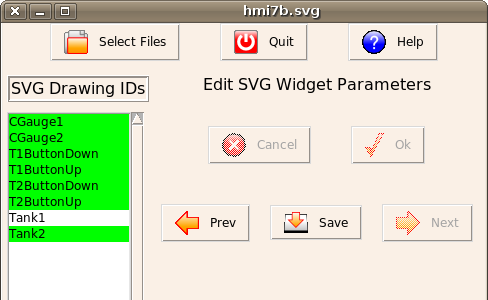 hmi7b.svg
Select Files
Quit
Help
SVG Drawing IDs
Edit SVG Widget Parameters
CGauge1
CGauge2
T1ButtonDown
T1ButtonUp
T2ButtonDown
T2ButtonUp
Tank1
Tank2
Cancel
Ok
Prev
Save
Next